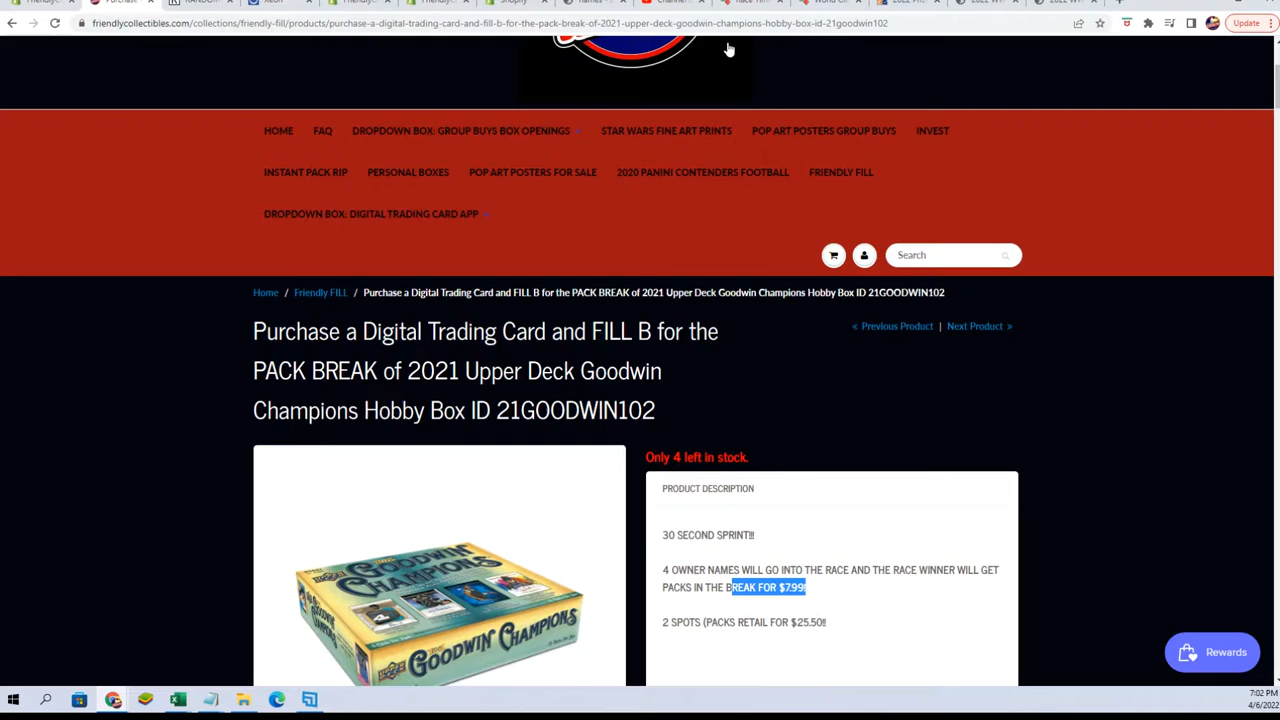 friendlycollectibles.com/collections/friendly-fill/products/purchase-a-digital-trading-card-and-fill-b-for-the-pack-break-of-2021-upper-deck-goodwin-champions-hobby-box-id-21goodwin102
Update
HOME FAQ DROPDOWN BOX: GROUP BUYS BOX OPENINGS STAR WARS FINE ART PRINTS POP ART POSTERS GROUP BUYS INVEST
INSTANT PACK RIP PERSONAL BOXES POP ART POSTERS FOR SALE 2020 PANINI CONTENDERS FOOTBALL FRIENDLY FILL
DROPDOWN BOX: DIGITAL TRADING CARD APP
Search
Home / Friendly FILL / Purchase a Digital Trading Card and FILL B for the PACK BREAK of 2021 Upper Deck Goodwin Champions Hobby Box ID 21GOODWIN102
Purchase a Digital Trading Card and FILL B for the
PACK BREAK of 2021 Upper Deck Goodwin
Champions Hobby Box ID 21GOODWIN102
« Previous Product | Next Product »
Only 4 left in stock.
PRODUCT DESCRIPTION
30 SECOND SPRINT!!!
4 OWNER NAMES WILL GO INTO THE RACE AND THE RACE WINNER WILL GET
PACKS IN THE BREAK FOR $7.99!
2 SPOTS (PACKS RETAIL FOR $25.50!!
GOODWIN
CHAMPIONS
GOODWIN CHAMPIONS
Rewards
7:02 PM
4/6/2022